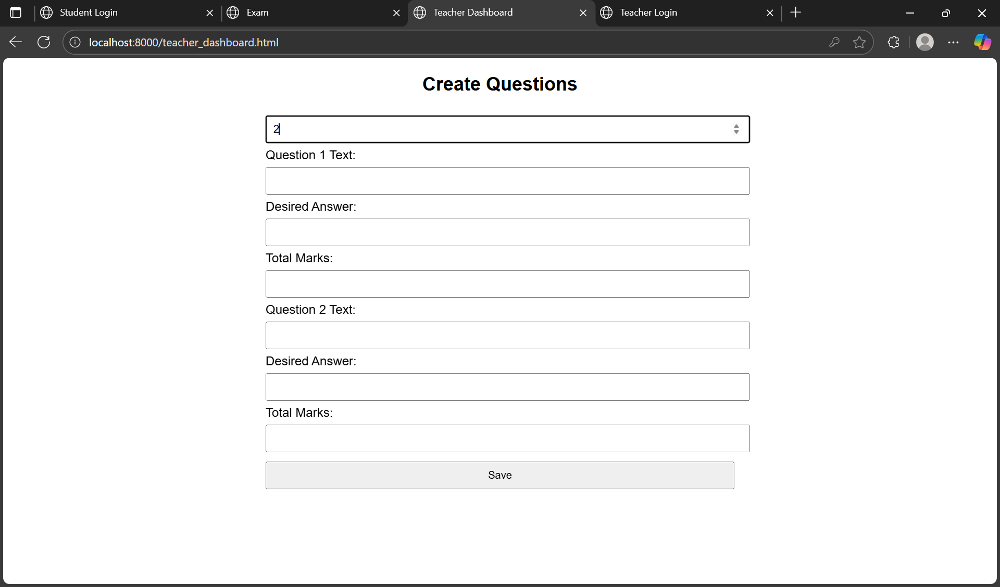 Student Login
Exam
Teacher Dashboard
Teacher Login
localhost:8000/teacher_dashboard.html
Create Questions
2
Question 1 Text:
Desired Answer:
Total Marks:
Question 2 Text:
Desired Answer:
Total Marks:
Save